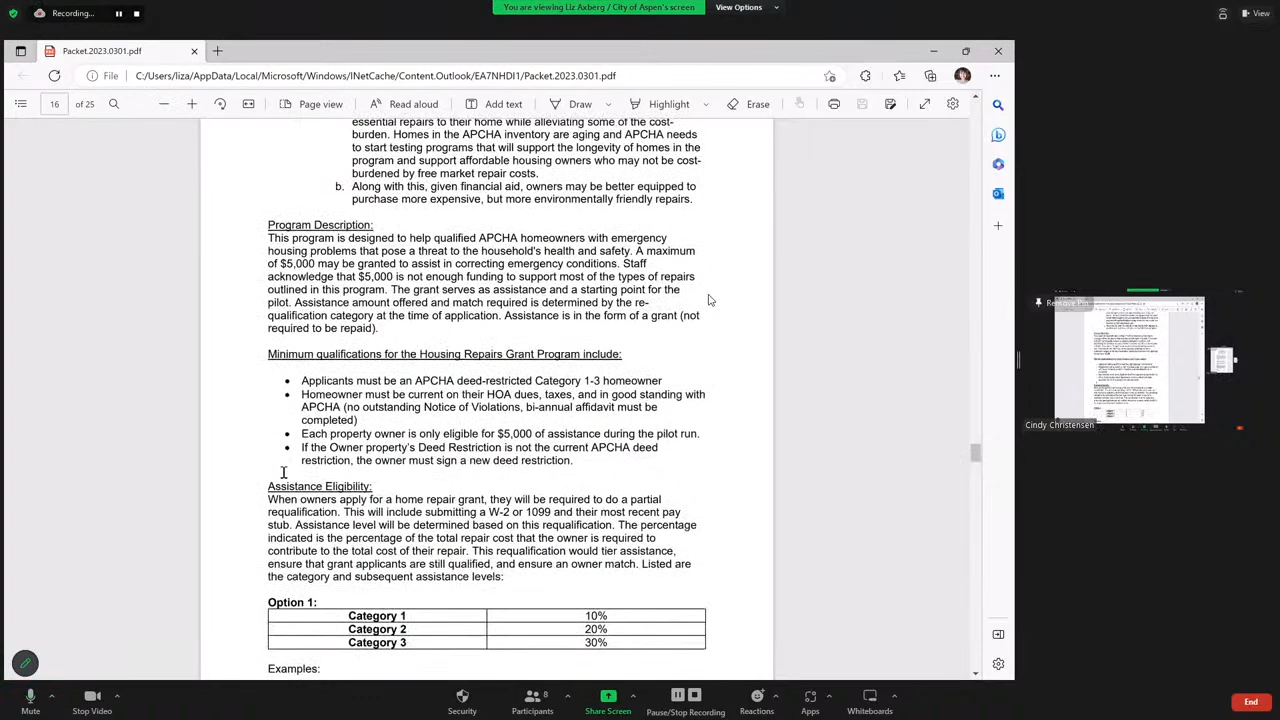 Recording...
You are viewing Liz Axberg / City of Aspen's screen
View Options
View
Packet.2023.0301.pdf
File
C:/Users/liza/AppData/Local/Microsoft/Windows/INetCache/Content.Outlook/EA7NHDI1/Packet.2023.0301.pdf
16 of 25
Page view
Read aloud
Add text
Draw
Highlight
Erase
essential repairs to their home while alleviating some of the cost-
burden. Homes in the APCHA inventory are aging and APCHA needs
to start testing programs that will support the longevity of homes in the
program and support affordable housing owners who may not be cost-
burdened by free market repair costs.
b. Along with this, given financial aid, owners may be better equipped to
purchase more expensive, but more environmentally friendly repairs.
Program Description:
This program is designed to help qualified APCHA homeowners with emergency
housing problems that pose a threat to the household's health and safety. A maximum
of $5,000 may be granted to assist in correcting emergency conditions. Staff
acknowledge that $5,000 is not enough funding to support most of the types of repairs
outlined in this program. The grant serves as assistance and a starting point for the
pilot. Assistance amount offered and match required is determined by the re-
qualification category at the time of application. Assistance is in the form of a grant (not
required to be repaid).
Minimum qualifications for the Home Repairs Grant Program include:
• Applicants must be an APCHA deed-restricted Category 1-3 homeowner
• Homeowner must be current on their HOA dues, taxes, and in good standing with
APCHA (no outstanding Notice of Violations, bi-annual affidavit must be
completed)
• Each property owner is only eligible for $5,000 of assistance during the pilot run.
• If the Owner property's Deed Restriction is not the current APCHA deed
restriction, the owner must sign a new deed restriction.
Assistance Eligibility:
When owners apply for a home repair grant, they will be required to do a partial
requalification. This will include submitting a W-2 or 1099 and their most recent pay
stub. Assistance level will be determined based on this requalification. The percentage
indicated is the percentage of the total repair cost that the owner is required to
contribute to the total cost of their repair. This requalification would tier assistance,
ensure that grant applicants are still qualified, and ensure an owner match. Listed are
the category and subsequent assistance levels:
Option 1:
Category 1 10%
Category 2 20%
Category 3 30%
Examples:
Remove Pin
Cindy Christensen
Mute
Stop Video
Security
Participants
8
Share Screen
Pause/Stop Recording
Reactions
Apps
Whiteboards
End